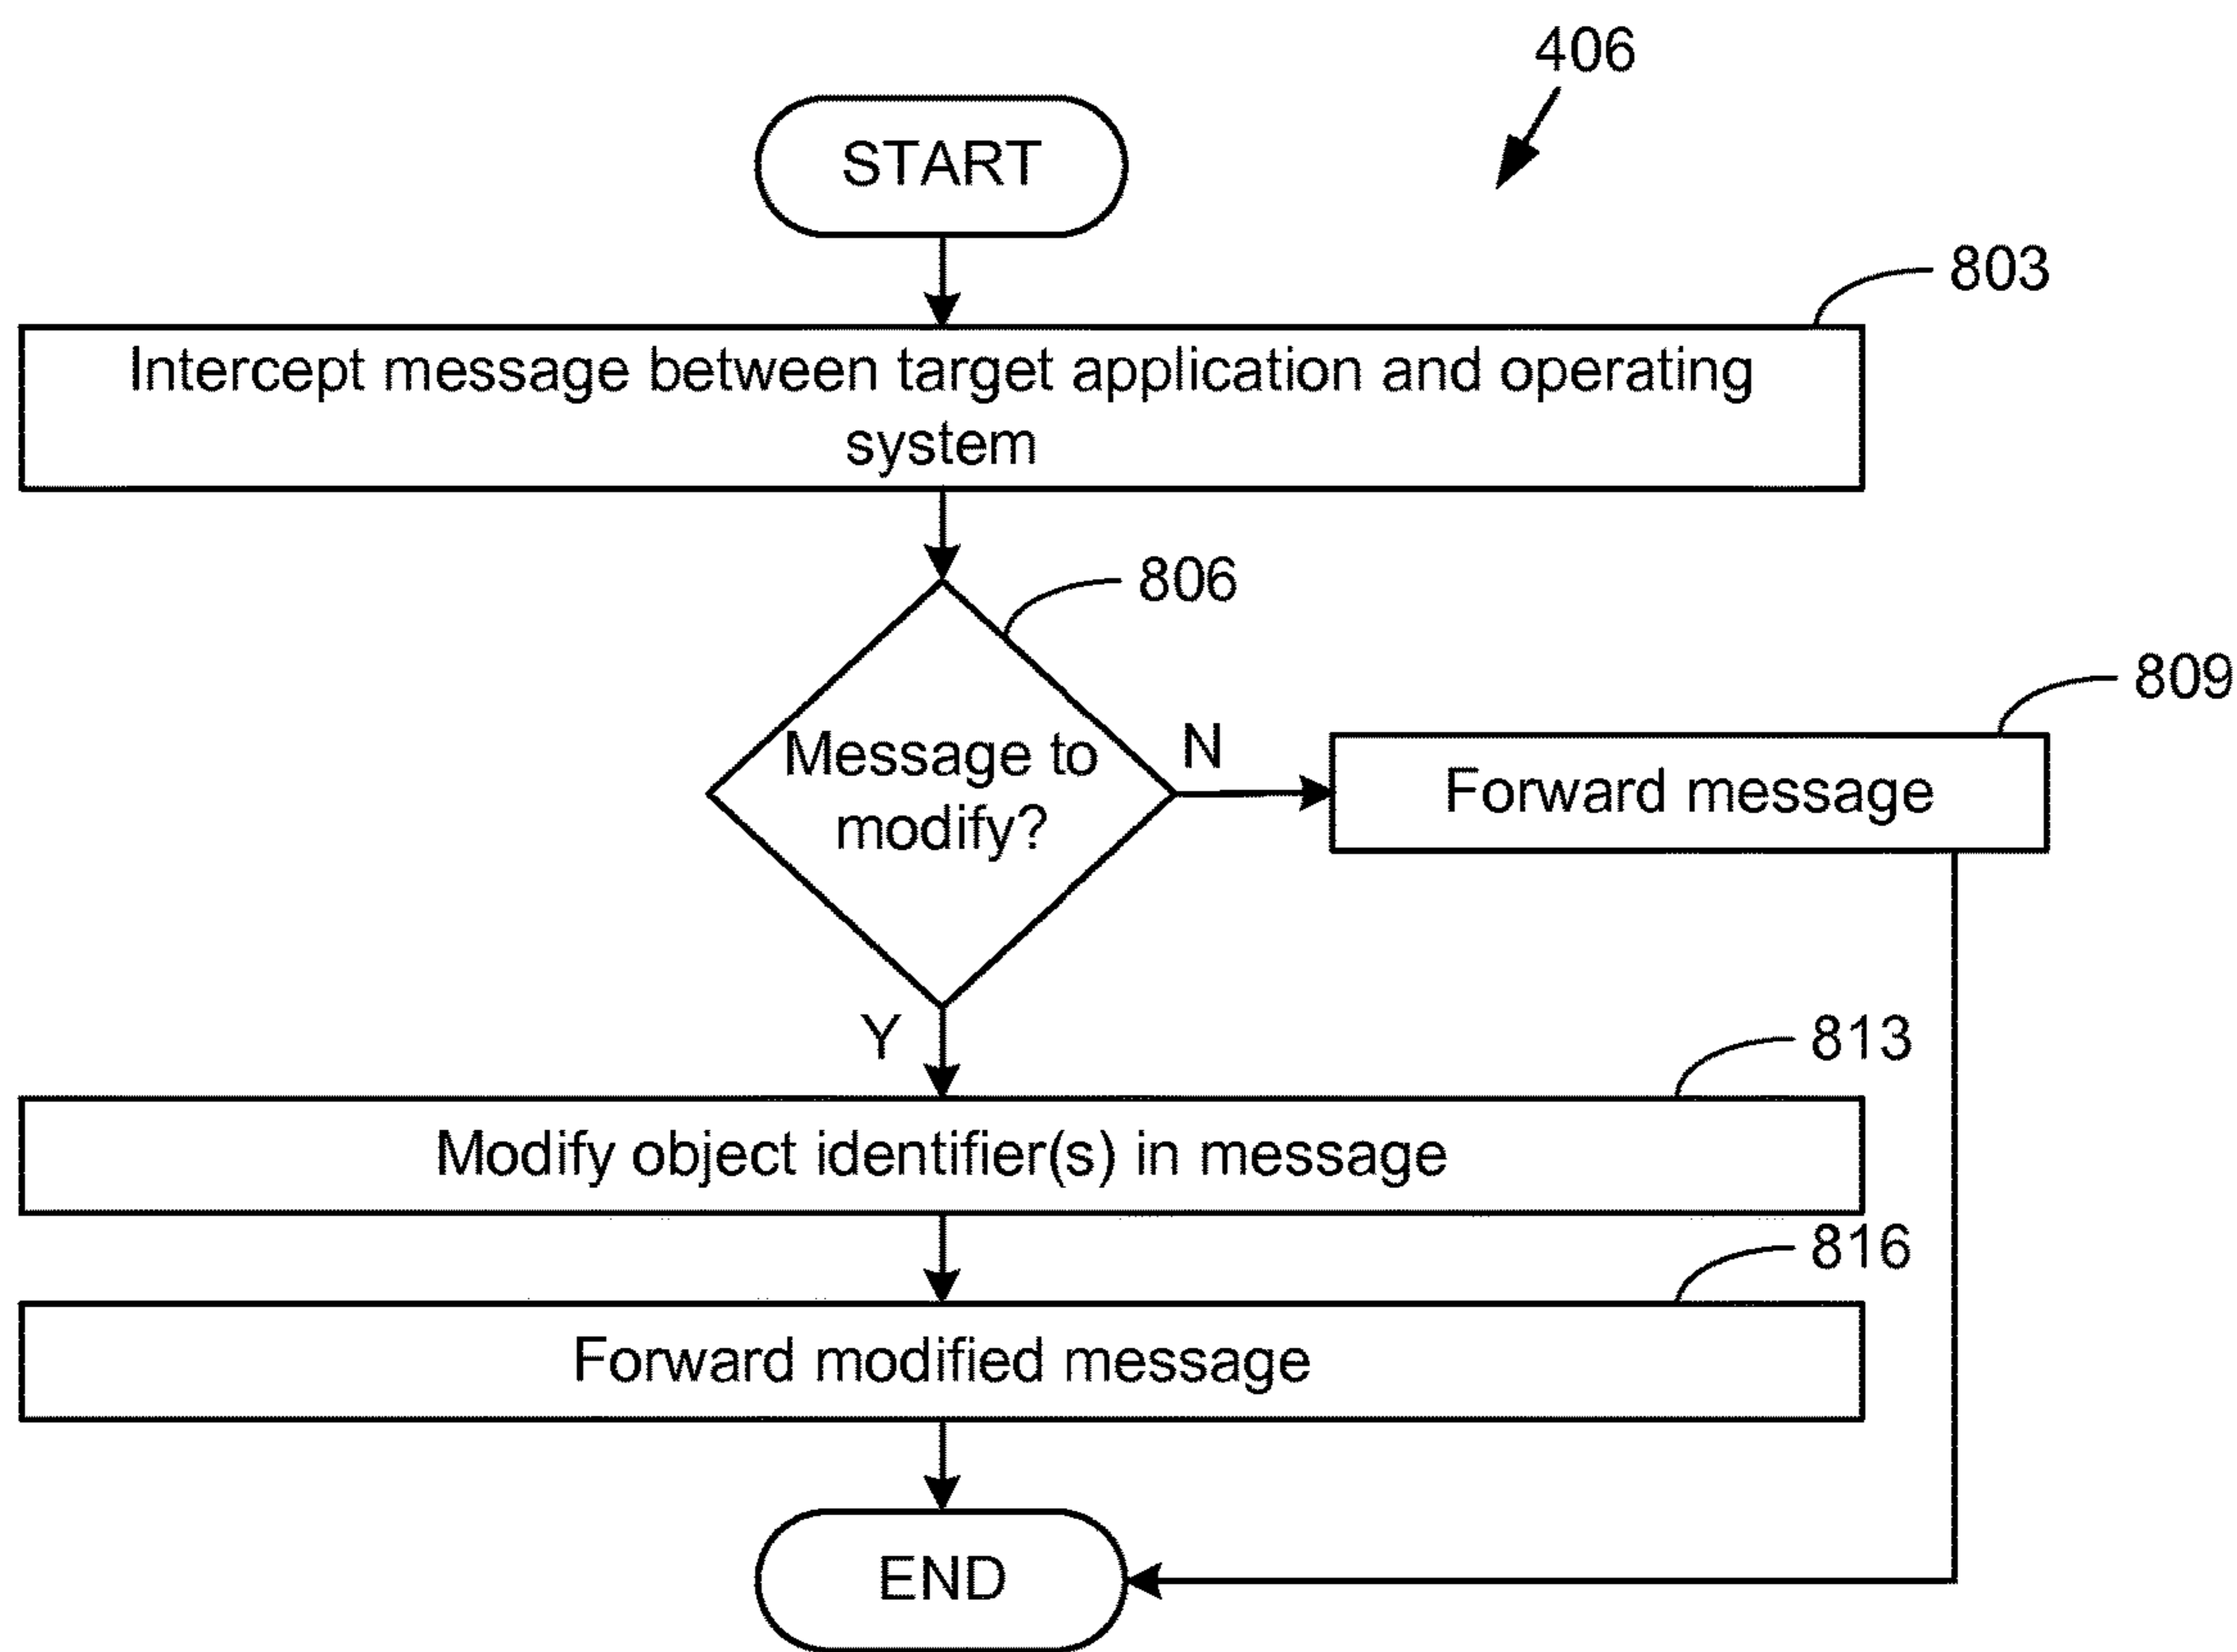 406
START
803
Intercept message between target application and operating
system
806
809
Message to
modify?
N
Forward message
Y
813
Modify object identifier(s) in message
816
Forward modified message
END